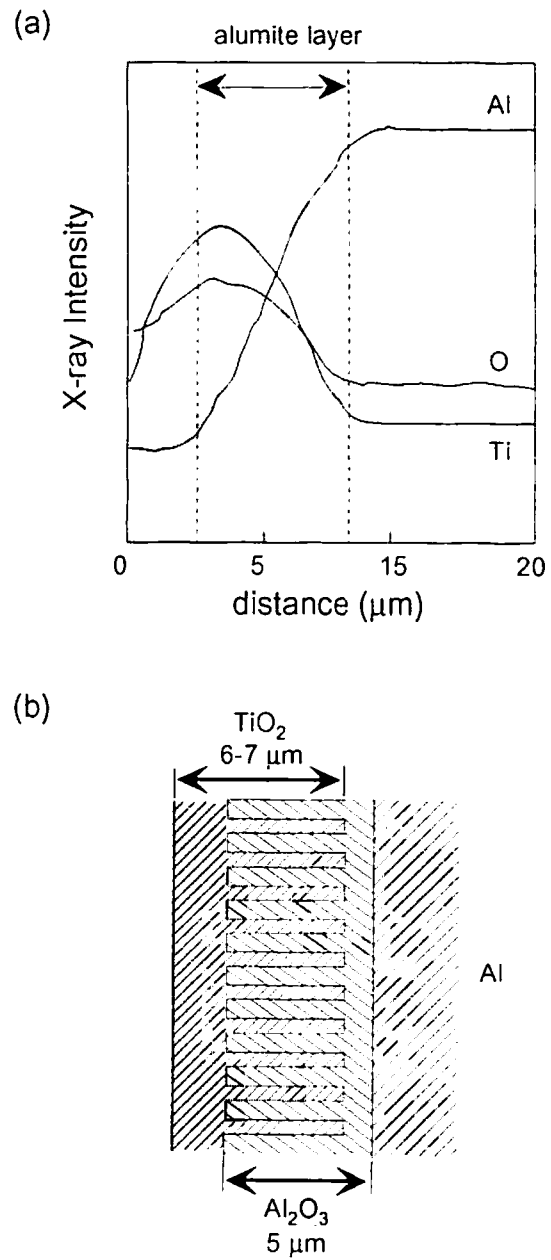 (a)
alumite layer
Al
X-ray Intensity
O
Ti
0 5 15 20
distance (μm)
(b)
TiO₂
6-7 μm
Al
Al₂O₃
5 μm